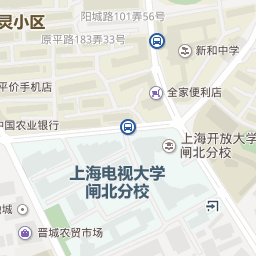 阳城路101弄56号
灵小区
原平路183弄33号
新和中学
平价手机店
全家便利店
中国农业银行
上海开放大学
闸北分校
上海电视大学
闸北分校
融城
晋城农贸市场